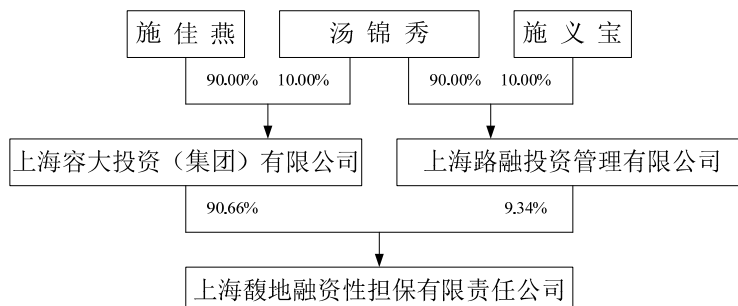 施 佳 燕 汤 锦 秀 施 义 宝
90.00% 10.00% 90.00% 10.00%
上海容大投资（集团）有限公司 上海路融投资管理有限公司
90.66% 9.34%
上海馥地融资性担保有限责任公司